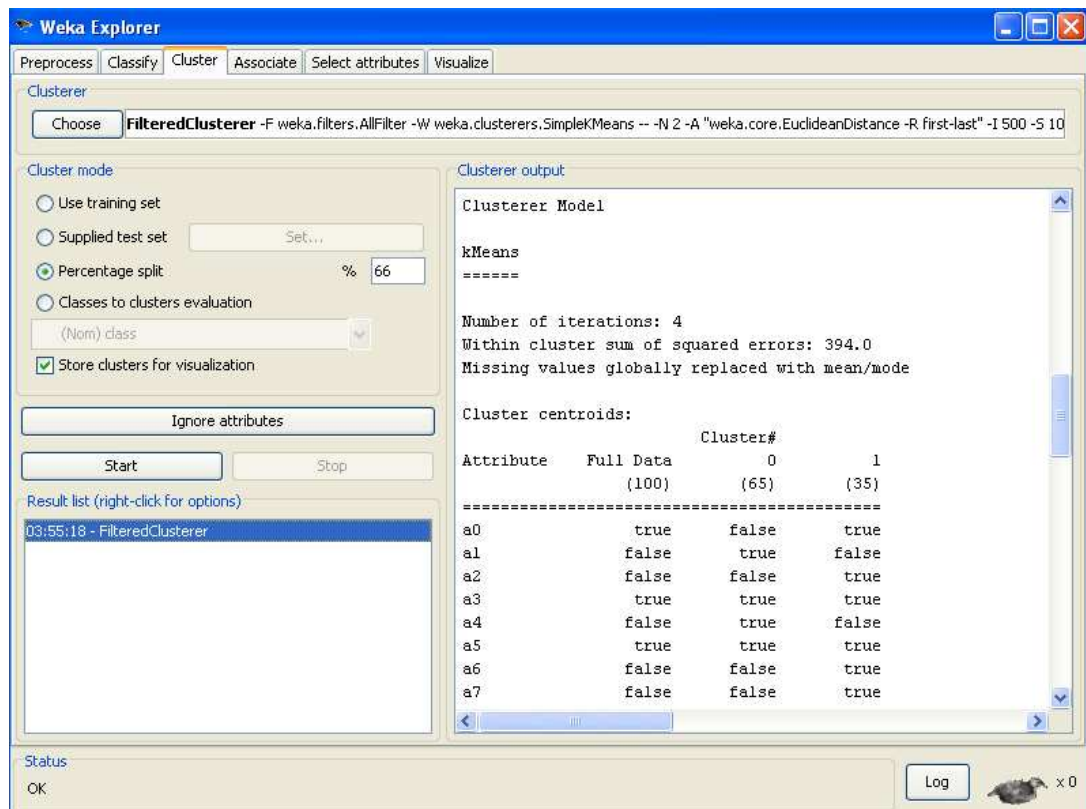 Weka Explorer
Preprocess Classify Cluster Associate Select attributes Visualize
Clusterer
Choose FilteredClusterer -F weka.filters.AllFilter -W weka.clusterers.SimpleKMeans -- -N 2 -A "weka.core.EuclideanDistance -R first-last" -I 500 -S 10
Cluster mode
Use training set
Supplied test set Set...
Percentage split % 66
Classes to clusters evaluation
(Nom) class
Store clusters for visualization
Ignore attributes
Start Stop
Result list (right-click for options)
03:55:18 - FilteredClusterer
Clusterer output
Clusterer Model
kMeans
======
Number of iterations: 4
Within cluster sum of squared errors: 394.0
Missing values globally replaced with mean/mode
Cluster centroids:
Cluster#
Attribute Full Data 0 1
(100) (65) (35)
============================================
a0 true false true
a1 false true false
a2 false false true
a3 true true true
a4 false true false
a5 true true true
a6 false false true
a7 false false true
Status
OK
Log x 0